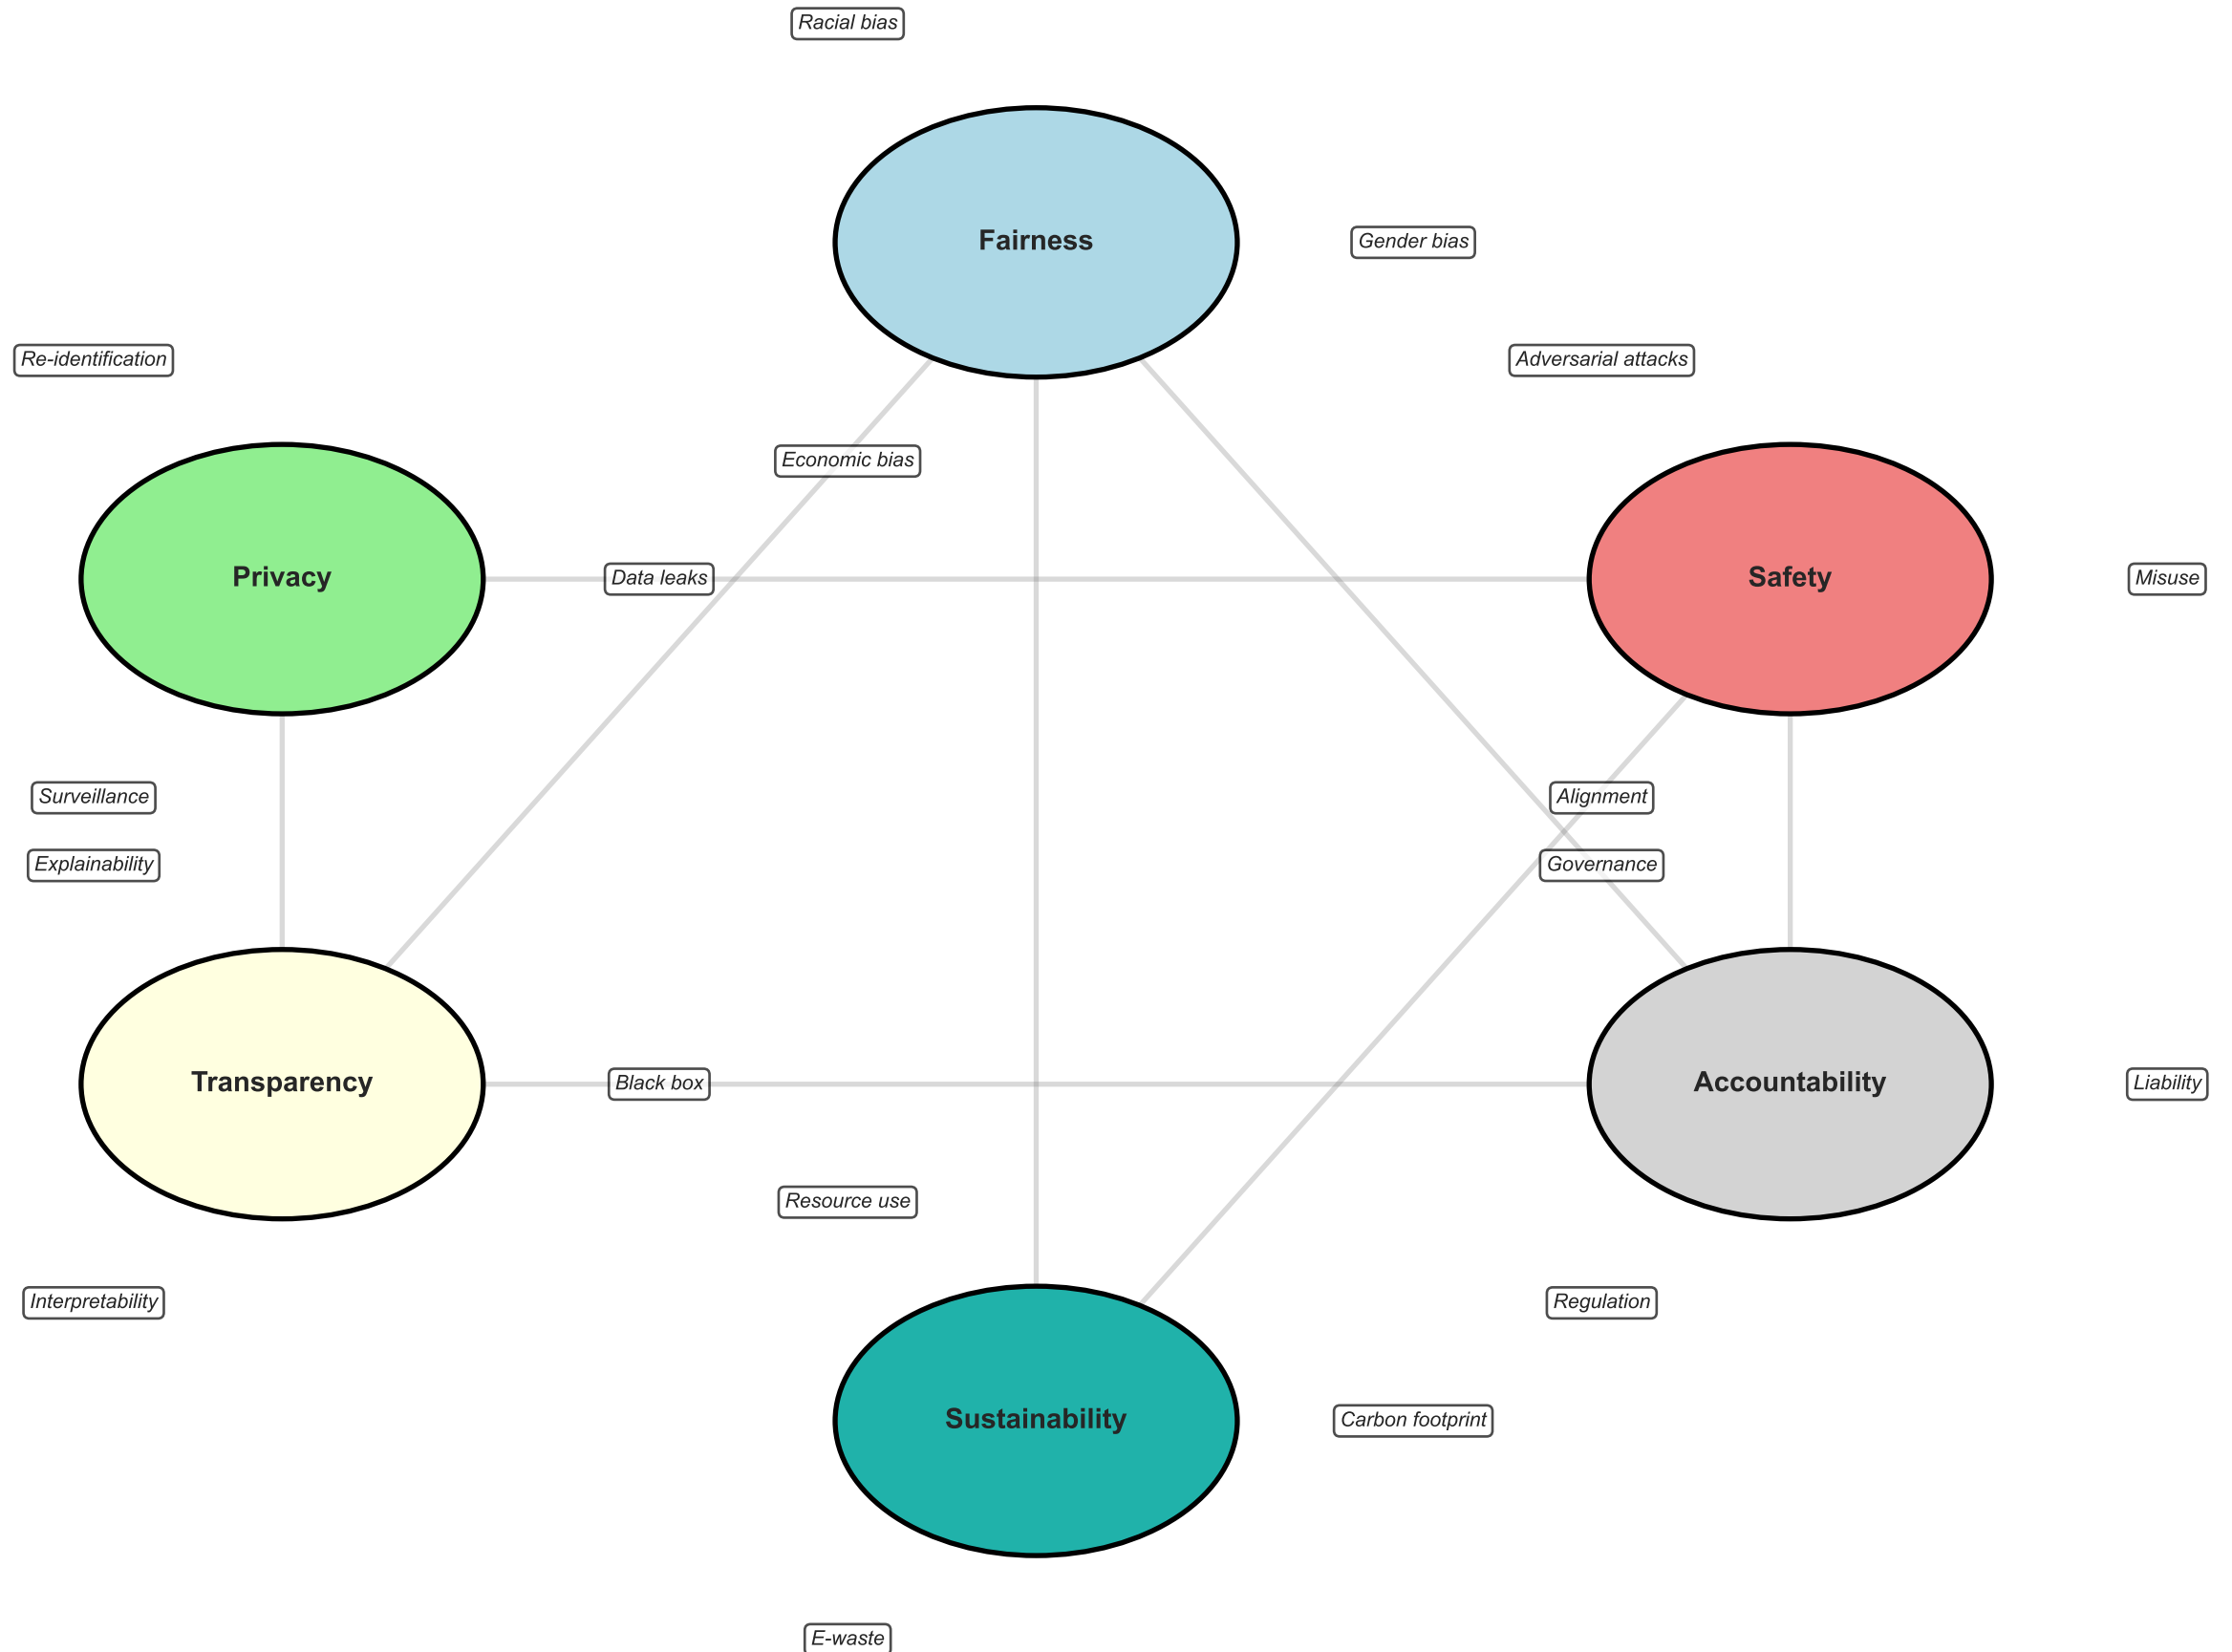 Racial bias
Fairness
Gender bias
Re-identification
Adversarial attacks
Economic bias
Privacy
Data leaks
Safety
Misuse
Surveillance
Alignment
Explainability
Governance
Transparency
Black box
Accountability
Liability
Resource use
Interpretability
Regulation
Sustainability
Carbon footprint
E-waste